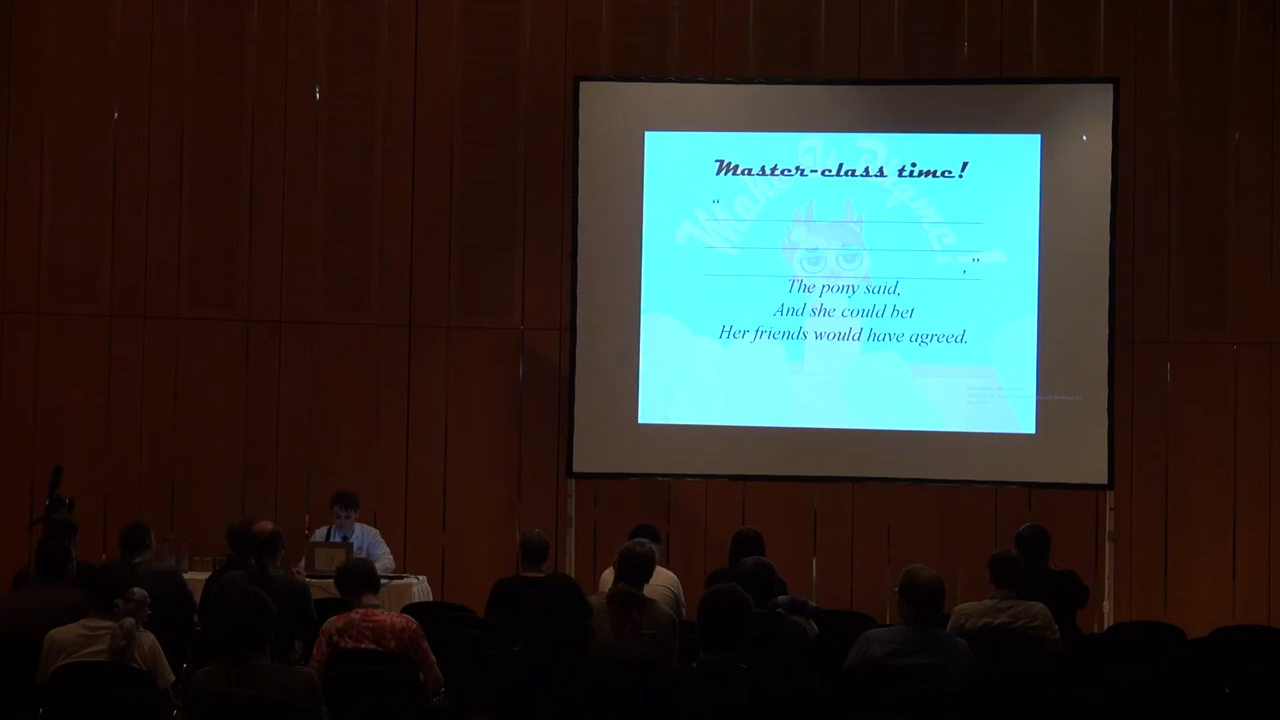 Master-class time!
“
,”
The pony said,
And she could bet
Her friends would have agreed.